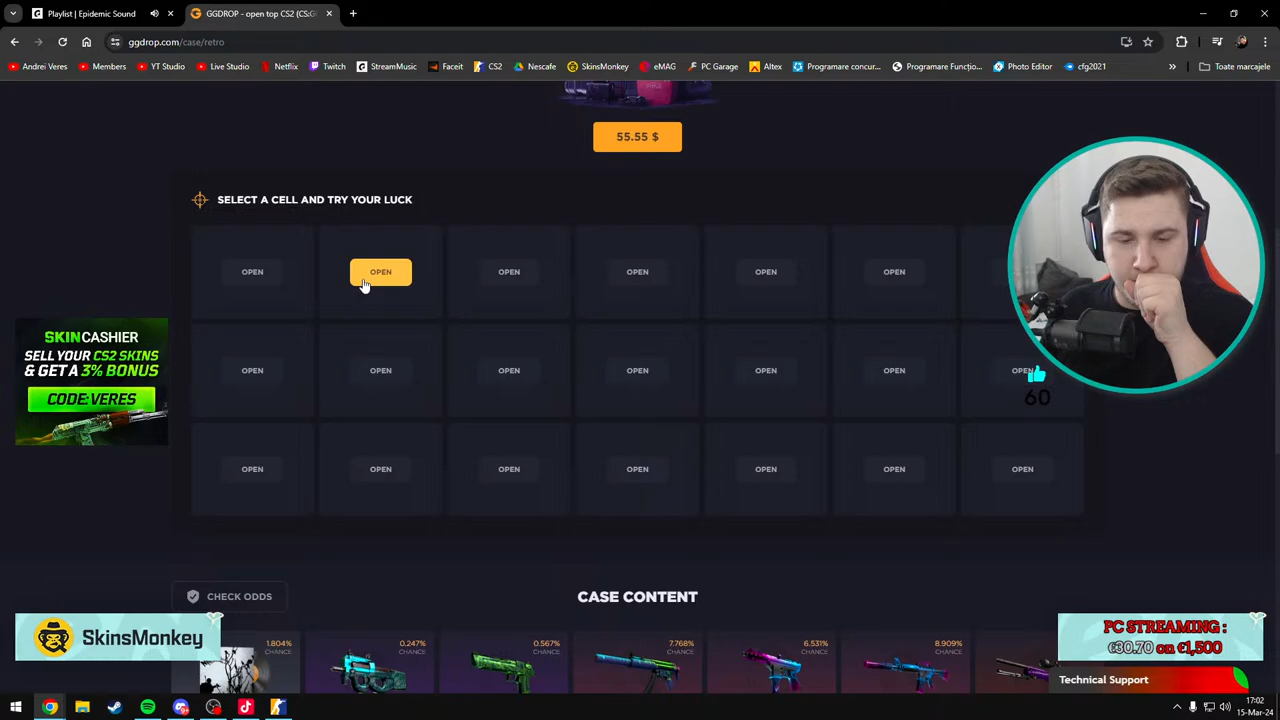 Playlist | Epidemic Sound
GGDROP - open top CS2 (CS:G
ggdrop.com/case/retro
Andrei Veres
Members
YT Studio
Live Studio
Netflix
Twitch
StreamMusic
Faceit
CS2
Nescafe
SkinsMonkey
eMAG
PC Garage
Altex
Programare concur...
Programare Funcțio...
Photo Editor
cfg2021
»
Toate marcajele
55.55 $
SELECT A CELL AND TRY YOUR LUCK
OPEN OPEN OPEN OPEN OPEN OPEN
OPEN OPEN OPEN OPEN OPEN OPEN OPEN
60
OPEN OPEN OPEN OPEN OPEN OPEN OPEN
SKINCASHIER
SELL YOUR CS2 SKINS
& GET A 3% BONUS
CODE:VERES
CHECK ODDS
CASE CONTENT
SkinsMonkey
1.804%
CHANCE
0.247%
CHANCE
0.567%
CHANCE
7.768%
CHANCE
6.531%
CHANCE
8.909%
CHANCE
PC STREAMING :
€30.70 on €1,500
Technical Support
17:02
15-Mar-24